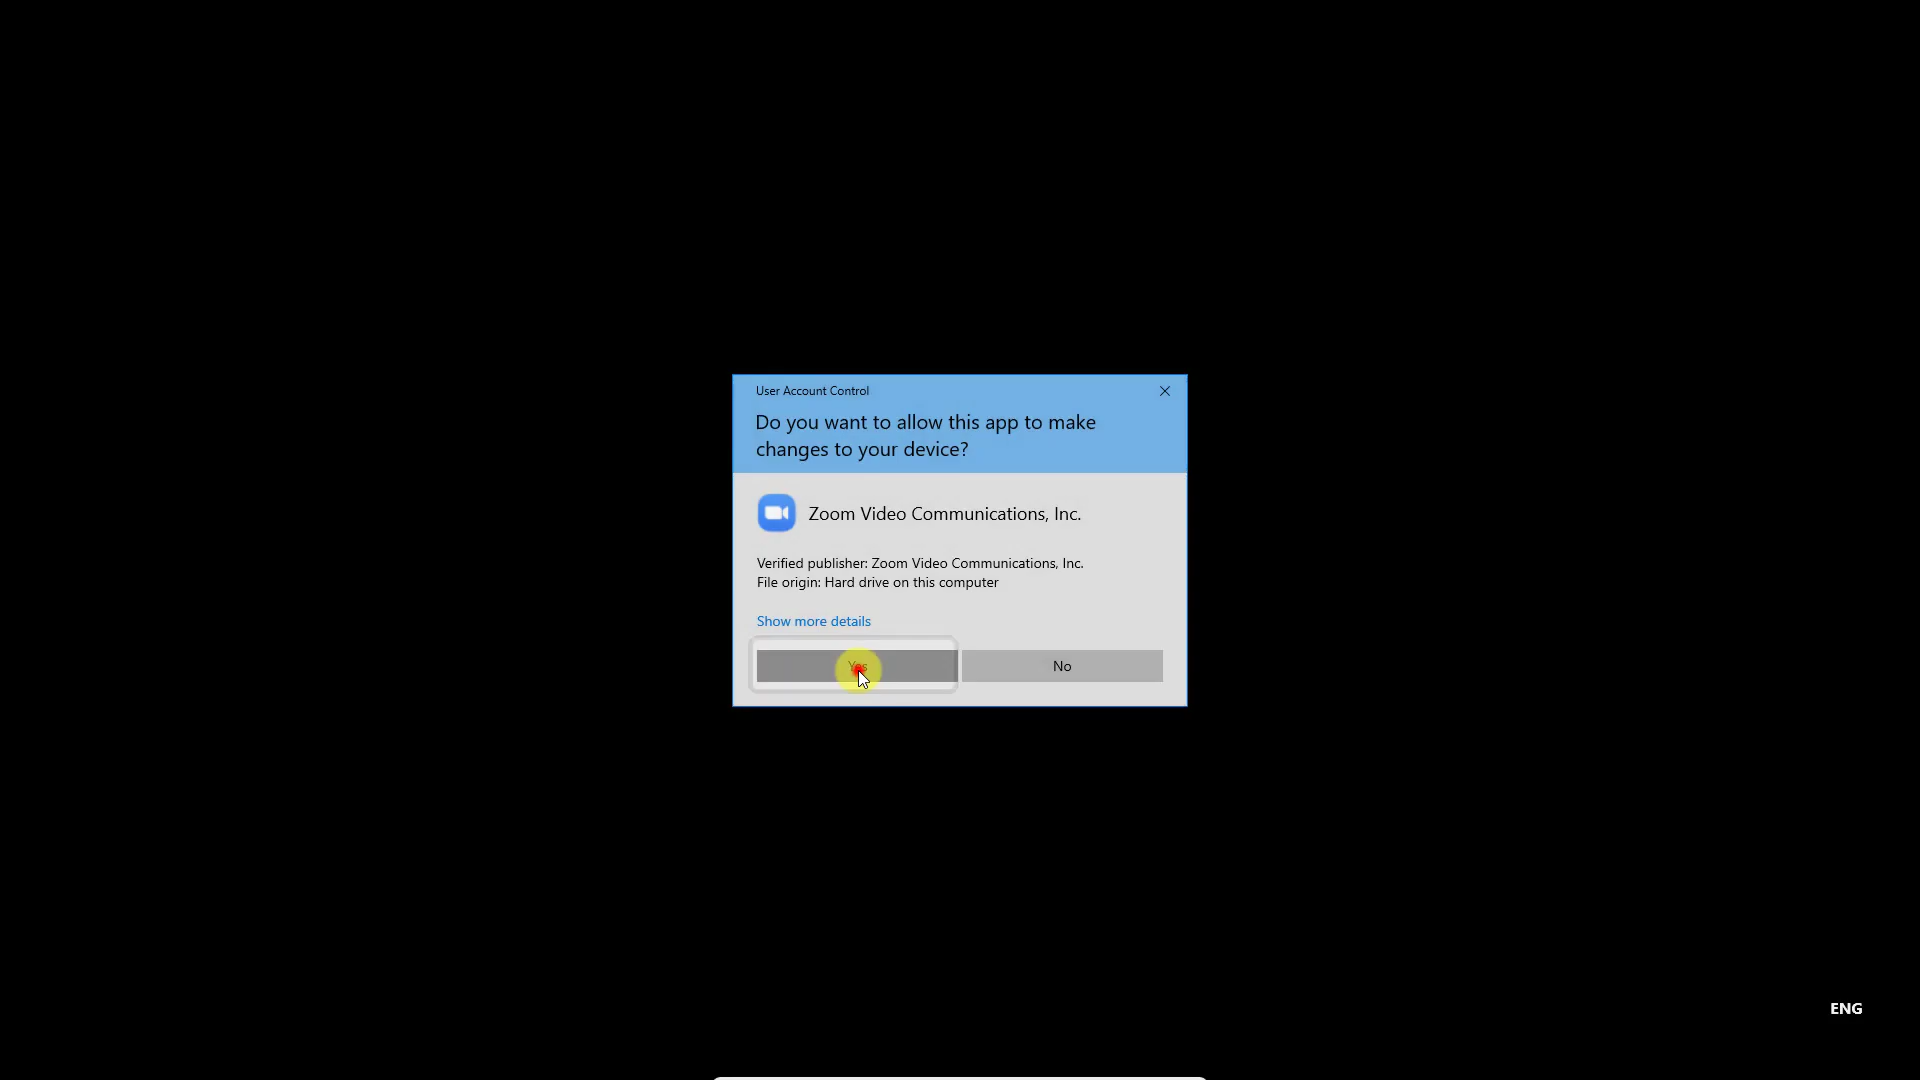 User Account Control
Do you want to allow this app to make
changes to your device?
Zoom Video Communications, Inc.
Verified publisher: Zoom Video Communications, Inc.
File origin: Hard drive on this computer
Show more details
Yes
No
ENG